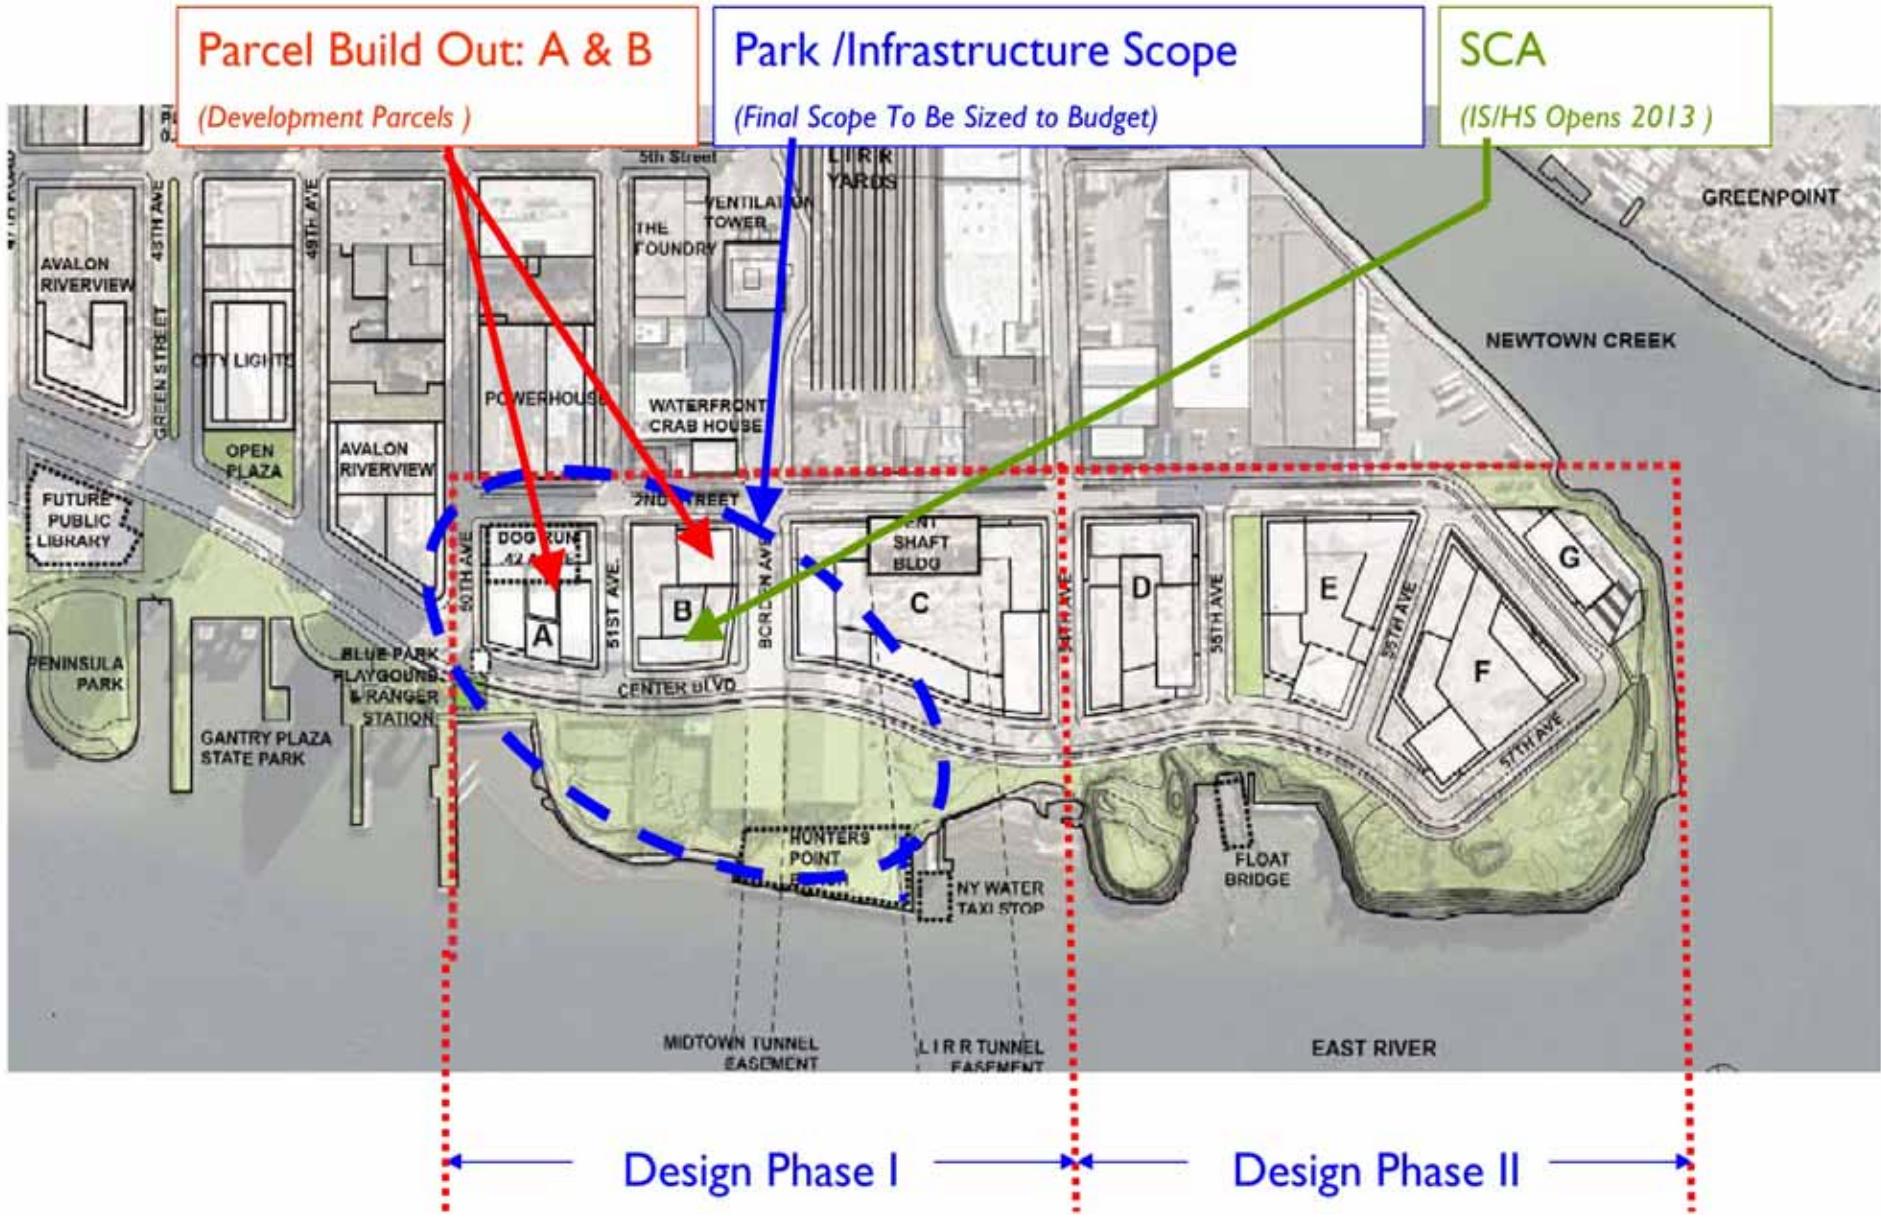 Parcel Build Out: A & B
(Development Parcels )
Park /Infrastructure Scope
(Final Scope To Be Sized to Budget)
SCA
(IS/HS Opens 2013 )
5th Street
L I R R
YARDS
GREENPOINT
47TH ROAD
48TH AVE
49TH AVE
VENTILATION
TOWER
THE
FOUNDRY
AVALON
RIVERVIEW
GREEN STREET
CITY LIGHTS
NEWTOWN CREEK
POWERHOUSE
WATERFRONT
CRAB HOUSE
OPEN
PLAZA
AVALON
RIVERVIEW
FUTURE
PUBLIC
LIBRARY
2ND STREET
DOG RUN
50TH AVE
51ST AVE.
BORDEN AVE
SHAFT
BLDG
54TH AVE
55TH AVE
55TH AVE
A
B
C
D
E
F
G
57TH AVE
CENTER BLVD
PENINSULA
PARK
BLUE PARK
PLAYGOUND
& RANGER
STATION
GANTRY PLAZA
STATE PARK
HUNTERS
POINT
NY WATER
TAXI STOP
FLOAT
BRIDGE
MIDTOWN TUNNEL
EASEMENT
L I R R TUNNEL
EASEMENT
EAST RIVER
Design Phase I
Design Phase II